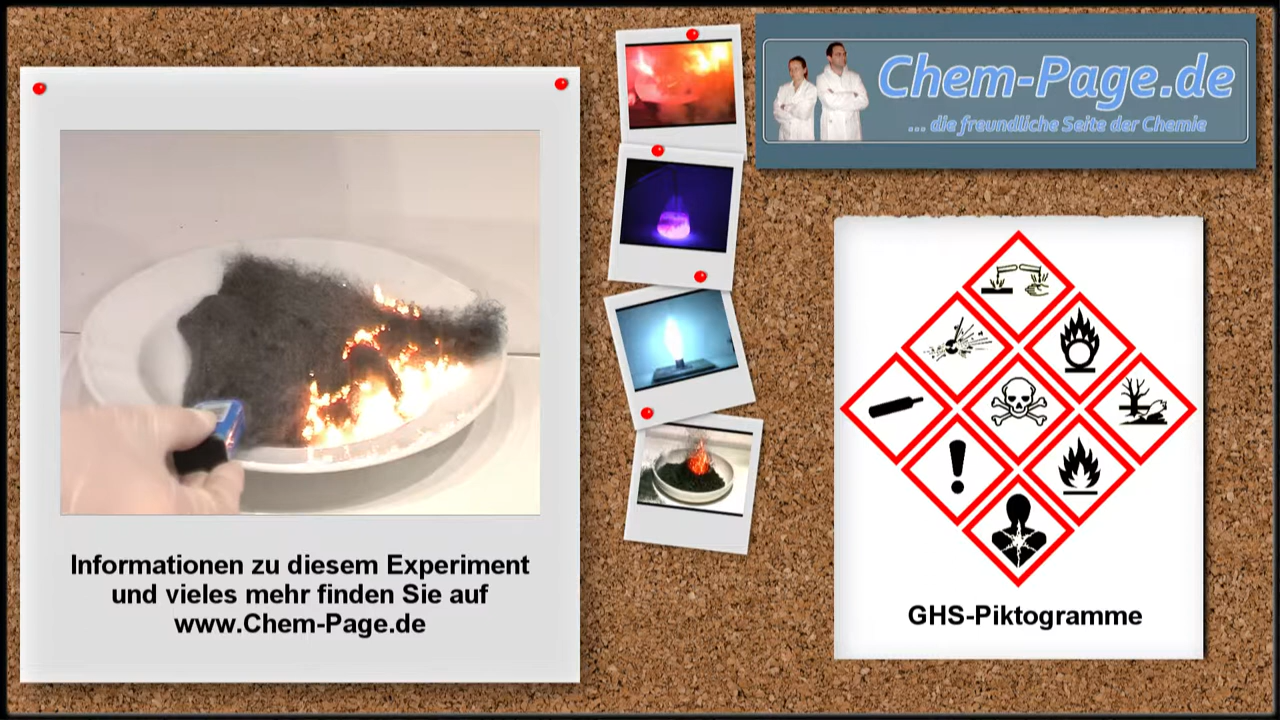 Chem-Page.de
... die freundliche Seite der Chemie
Informationen zu diesem Experiment
und vieles mehr finden Sie auf
www.Chem-Page.de
GHS-Piktogramme